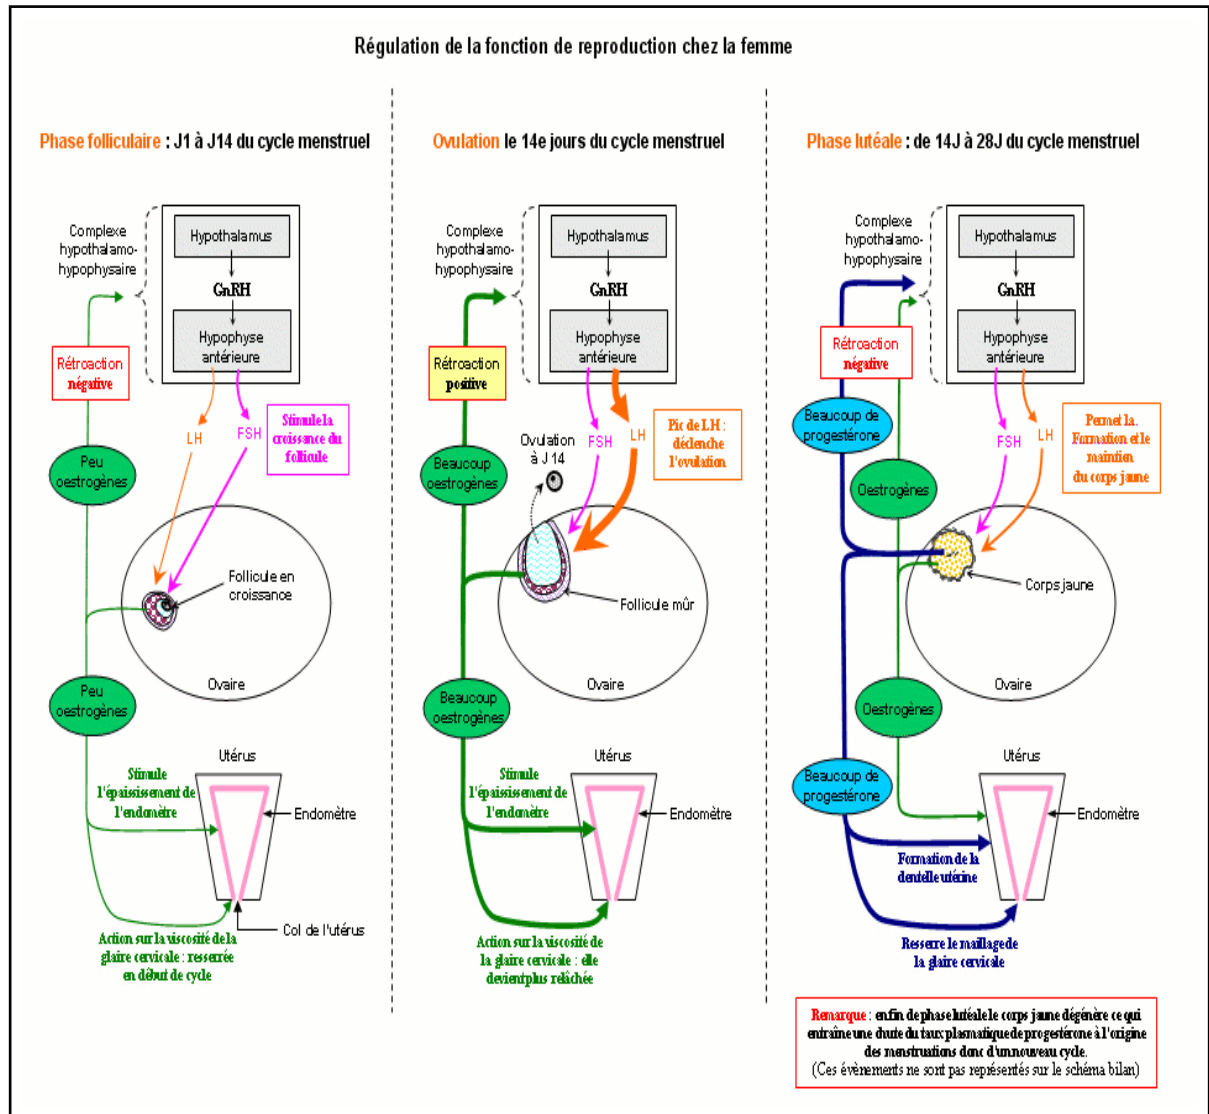 Régulation de la fonction de reproduction chez la femme
Phase folliculaire : J1 à J14 du cycle menstruel
Complexe
hypothalamo-
hypophysaire
Hypothalamus
GnRH
Hypophyse
antérieure
Rétroaction
négative
LH
FSH
Stimule la
croissance du
follicule
Peu
oestrogènes
Follicule en
croissance
Ovaire
Peu
oestrogènes
Utérus
Stimule
l'épaississement de
l'endomètre
Endomètre
Col de l'utérus
Action sur la viscosité de la
glaire cervicale : resserrée
en début de cycle
Ovulation le 14e jours du cycle menstruel
Complexe
hypothalamo-
hypophysaire
Hypothalamus
GnRH
Hypophyse
antérieure
Rétroaction
positive
Ovulation
à J 14
FSH
LH
Pic de LH :
déclenche
l'ovulation
Beaucoup
oestrogènes
Follicule mûr
Ovaire
Beaucoup
oestrogènes
Utérus
Stimule
l'épaississement de
l'endomètre
Endomètre
Action sur la viscosité de
la glaire cervicale : elle
devient plus relâchée
Phase lutéale : de 14J à 28J du cycle menstruel
Complexe
hypothalamo-
hypophysaire
Hypothalamus
GnRH
Hypophyse
antérieure
Rétroaction
négative
Beaucoup de
progestérone
FSH
LH
Permet la.
Formation et le
maintien
du corps jaune
Oestrogènes
Corps jaune
Ovaire
Oestrogènes
Utérus
Beaucoup de
progestérone
Endomètre
Formation de la
dentelle utérine
Resserre le maillage de
la glaire cervicale
Remarque : en fin de phase lutéale le corps jaune dégénère ce qui
entraîne une chute du taux plasmatique de progestérone à l'origine
des menstruations donc d'un nouveau cycle.
(Ces évènements ne sont pas représentés sur le schéma bilan)